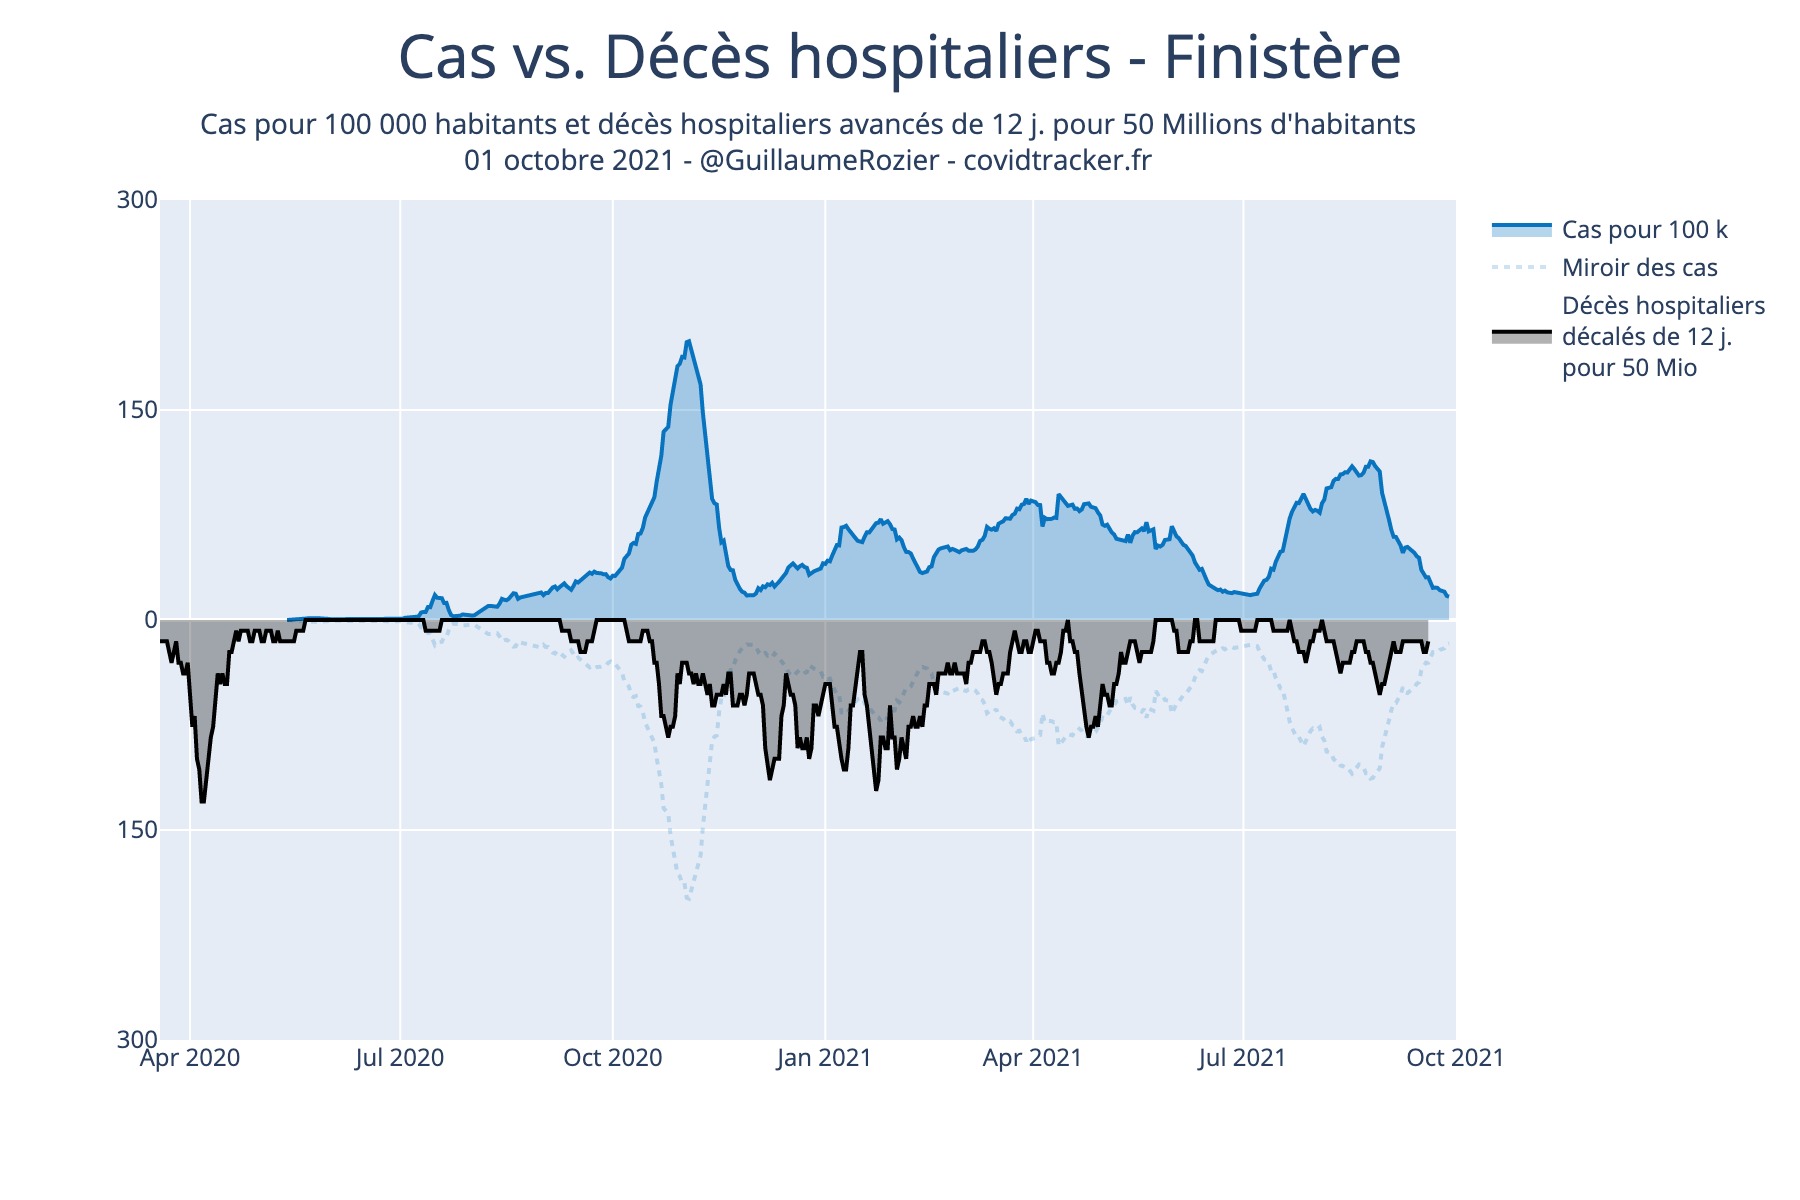 Cas vs. Décès hospitaliers - Finistère
Cas pour 100 000 habitants et décès hospitaliers avancés de 12 j. pour 50 Millions d'habitants
01 octobre 2021 - @GuillaumeRozier - covidtracker.fr
300
150
0
150
300
Apr 2020
Jul 2020
Oct 2020
Jan 2021
Apr 2021
Jul 2021
Oct 2021
Cas pour 100 k
Miroir des cas
Décès hospitaliers
décalés de 12 j.
pour 50 Mio